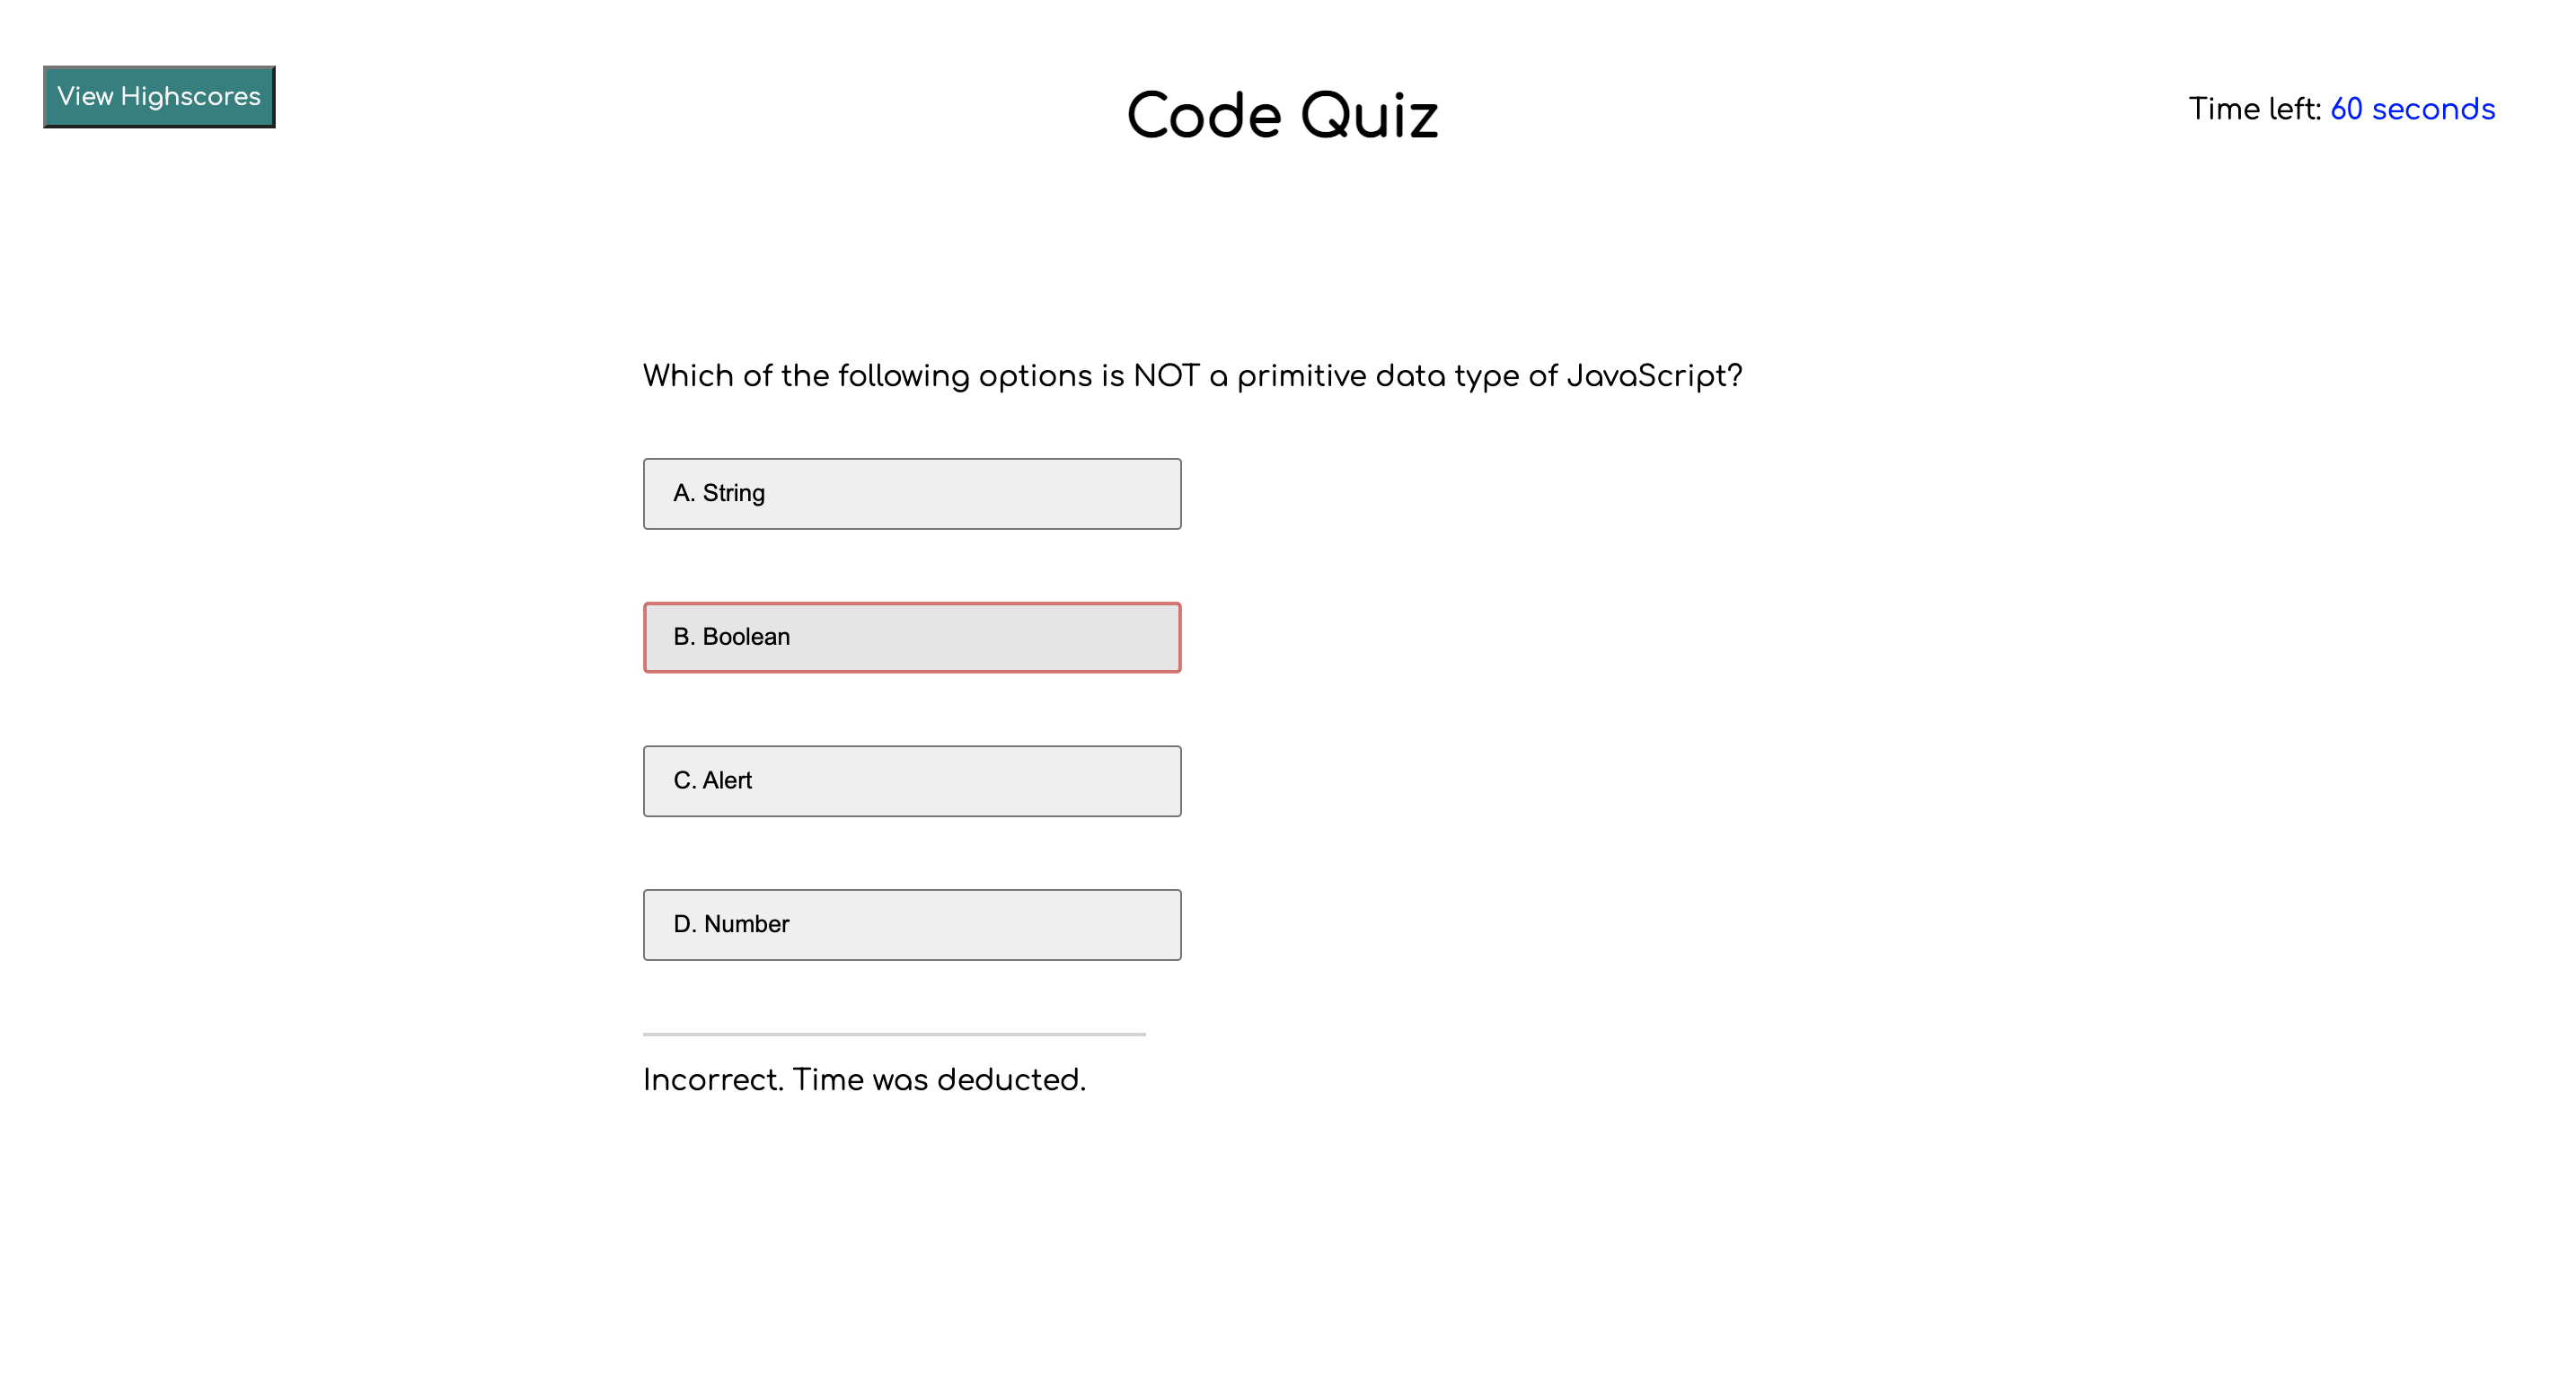 View Highscores
Code Quiz
Time left: 60 seconds
Which of the following options is NOT a primitive data type of JavaScript?
A. String
B. Boolean
C. Alert
D. Number
Incorrect. Time was deducted.